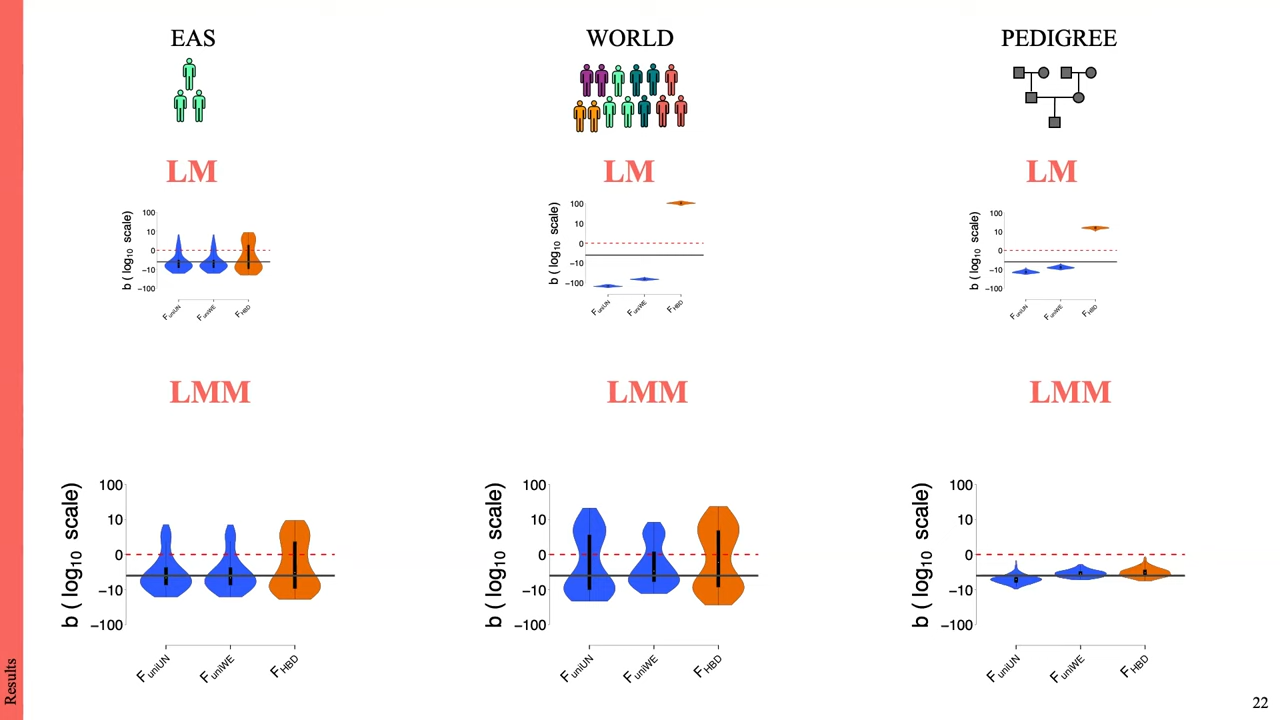 EAS
WORLD
PEDIGREE
LM
LM
LM
b ( log10 scale)
100
10
0
−10
−100
FuniUN
FuniWE
FHBD
b ( log10 scale)
100
10
0
−10
−100
FuniUN
FuniWE
FHBD
b ( log10 scale)
100
10
0
−10
−100
FuniUN
FuniWE
FHBD
LMM
LMM
LMM
b ( log10 scale)
100
10
0
−10
−100
FuniUN
FuniWE
FHBD
b ( log10 scale)
100
10
0
−10
−100
FuniUN
FuniWE
FHBD
b ( log10 scale)
100
10
0
−10
−100
FuniUN
FuniWE
FHBD
Results
22